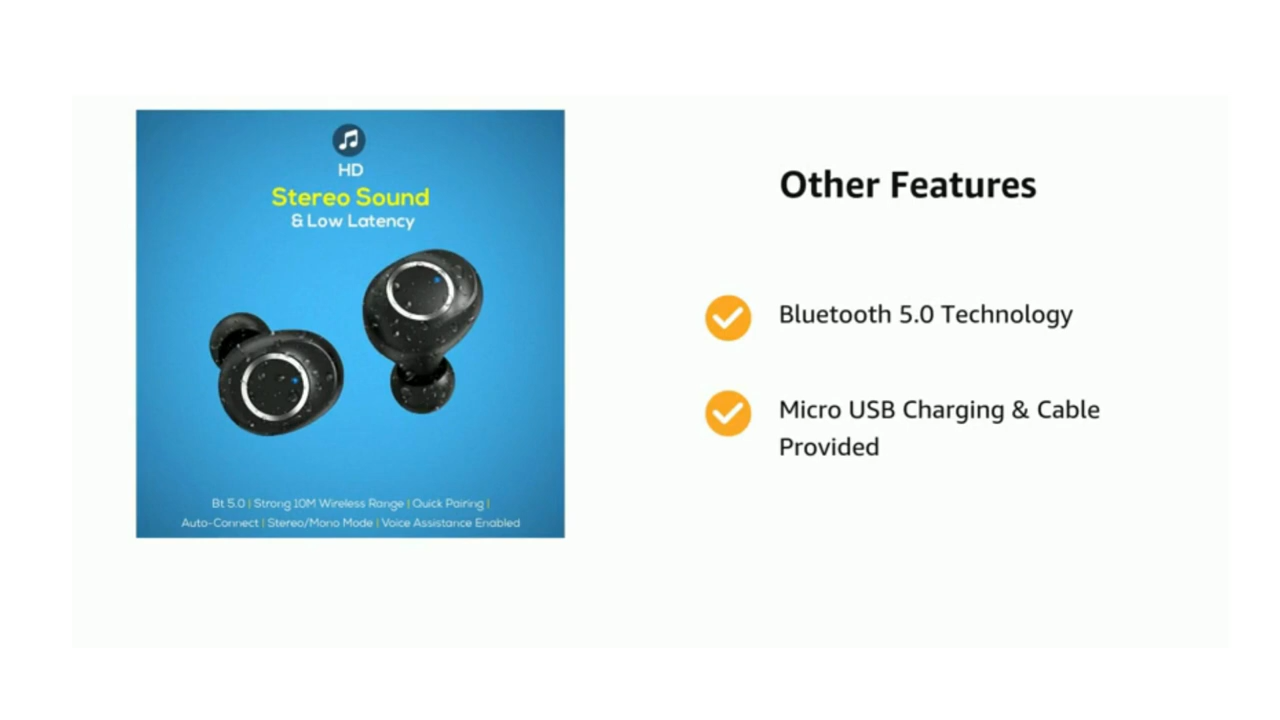 HD
Stereo Sound
& Low Latency
Bt 5.0 | Strong 10M Wireless Range | Quick Pairing |
Auto-Connect | Stereo/Mono Mode | Voice Assistance Enabled
Other Features
Bluetooth 5.0 Technology
Micro USB Charging & Cable
Provided